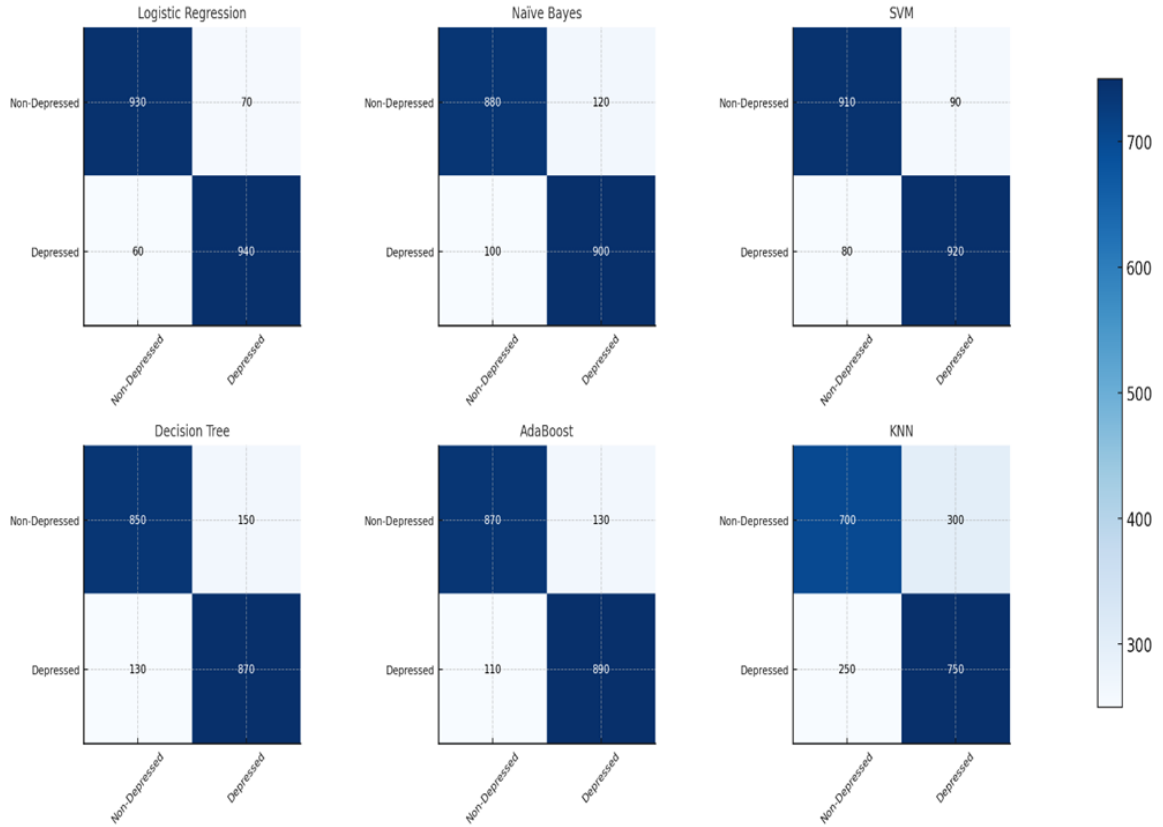 Logistic Regression
Non-Depressed
930
70
Depressed
60
940
Non-Depressed
Depressed
Naïve Bayes
Non-Depressed
880
120
Depressed
100
900
Non-Depressed
Depressed
SVM
Non-Depressed
910
90
Depressed
80
920
Non-Depressed
Depressed
700
600
500
400
300
Decision Tree
Non-Depressed
850
150
Depressed
130
870
Non-Depressed
Depressed
AdaBoost
Non-Depressed
870
130
Depressed
110
890
Non-Depressed
Depressed
KNN
Non-Depressed
700
300
Depressed
250
750
Non-Depressed
Depressed